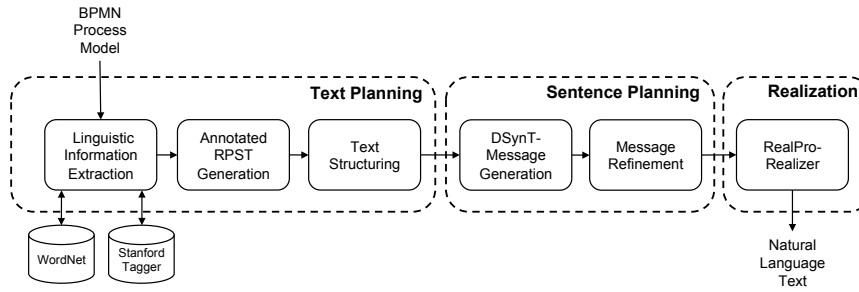 BPMN
Process
Model
Text Planning
Sentence Planning
Realization
Linguistic
Information
Extraction
Annotated
RPST
Generation
Text
Structuring
DSynT-
Message
Generation
Message
Refinement
RealPro-
Realizer
WordNet
Stanford
Tagger
Natural
Language
Text